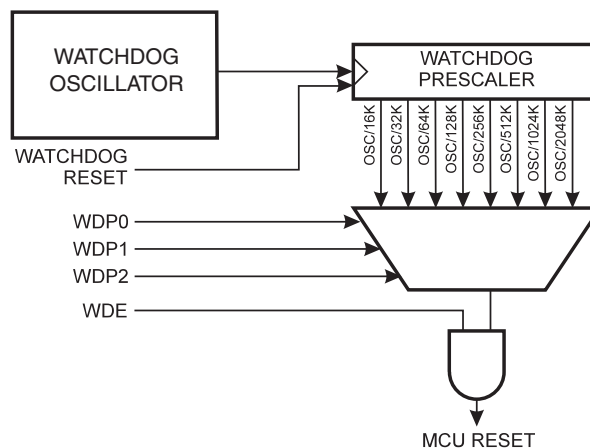 WATCHDOG
OSCILLATOR
WATCHDOG
PRESCALER
WATCHDOG
RESET
OSC/16K
OSC/32K
OSC/64K
OSC/128K
OSC/256K
OSC/512K
OSC/1024K
OSC/2048K
WDP0
WDP1
WDP2
WDE
MCU RESET